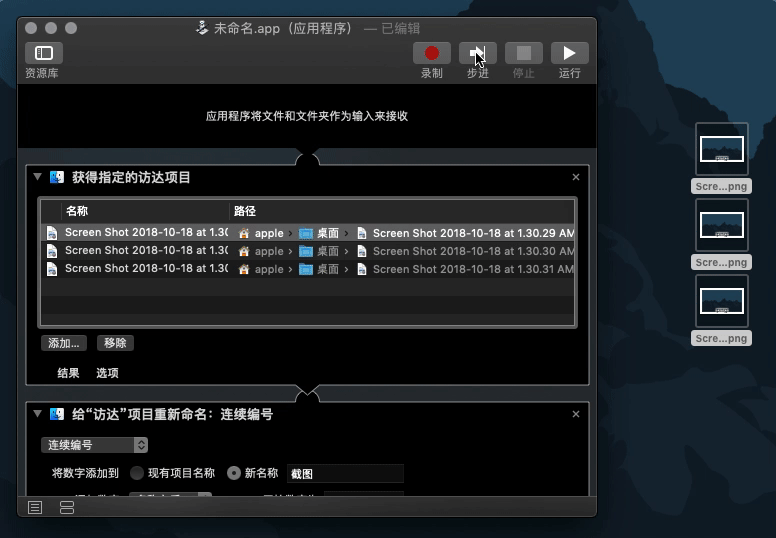 未命名.app（应用程序） — 已编辑
资源库
录制
步进
停止
运行
应用程序将文件和文件夹作为输入来接收
获得指定的访达项目
名称 路径
Screen Shot 2018-10-18 at 1.30 apple › 桌面 › Screen Shot 2018-10-18 at 1.30.29 AM
Screen Shot 2018-10-18 at 1.30 apple › 桌面 › Screen Shot 2018-10-18 at 1.30.30 AM
Screen Shot 2018-10-18 at 1.30 apple › 桌面 › Screen Shot 2018-10-18 at 1.30.31 AM
添加... 移除
结果 选项
给“访达”项目重新命名：连续编号
连续编号
将数字添加到 现有项目名称 新名称 截图
Scre...png
Scre...png
Scre...png